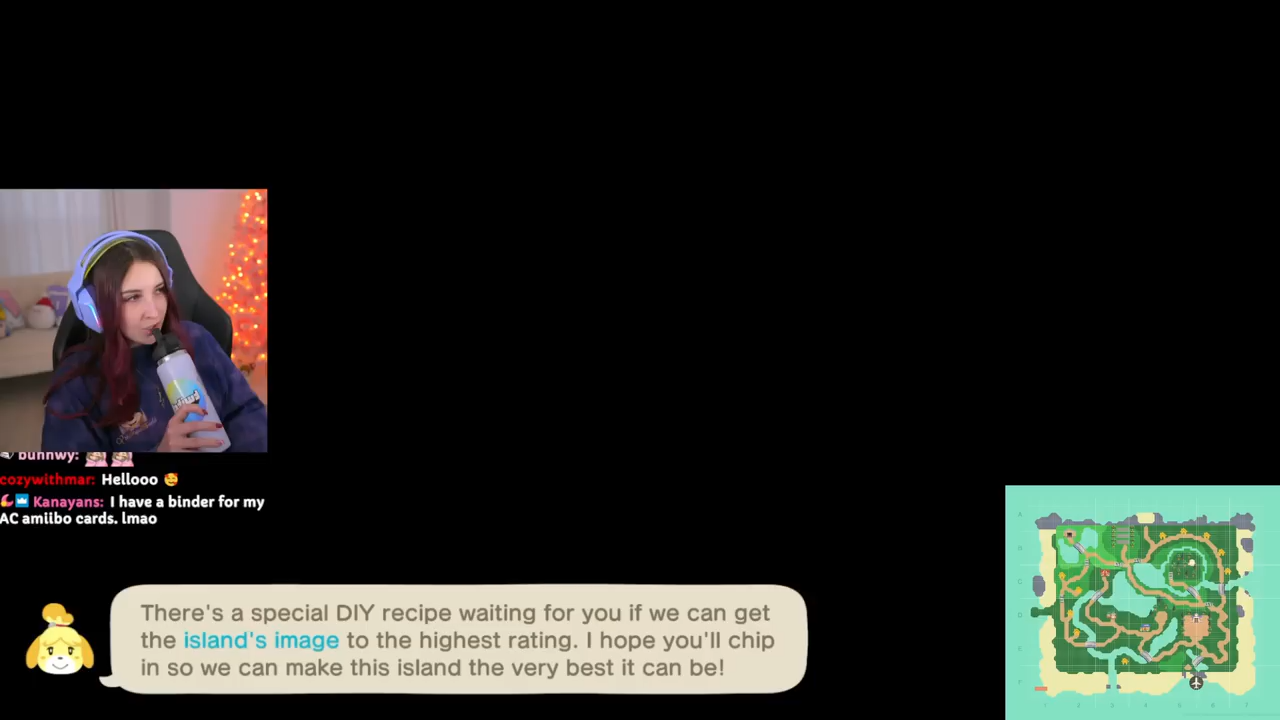 bunnwy:
cozywithmar: Hellooo
Kanayans: I have a binder for my
AC amiibo cards. lmao
There's a special DIY recipe waiting for you if we can get
the island's image to the highest rating. I hope you'll chip
in so we can make this island the very best it can be!